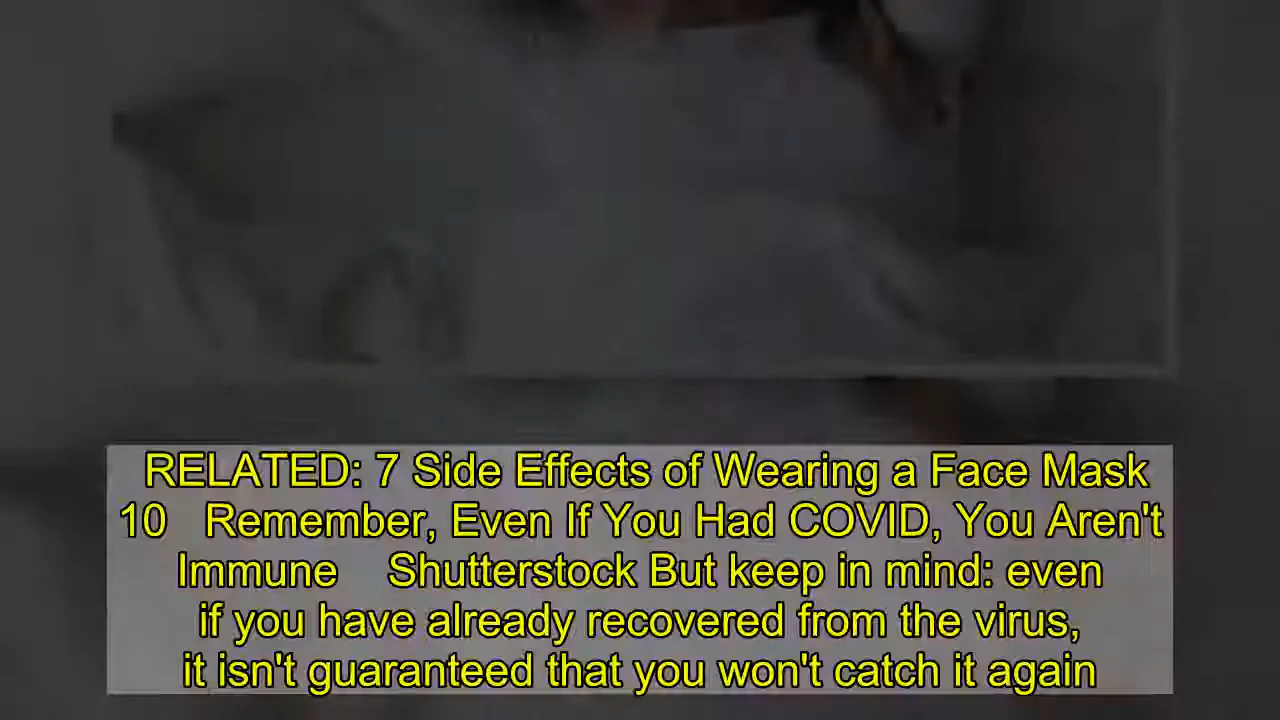 RELATED: 7 Side Effects of Wearing a Face Mask
10   Remember, Even If You Had COVID, You Aren't
Immune    Shutterstock But keep in mind: even
if you have already recovered from the virus,
it isn't guaranteed that you won't catch it again